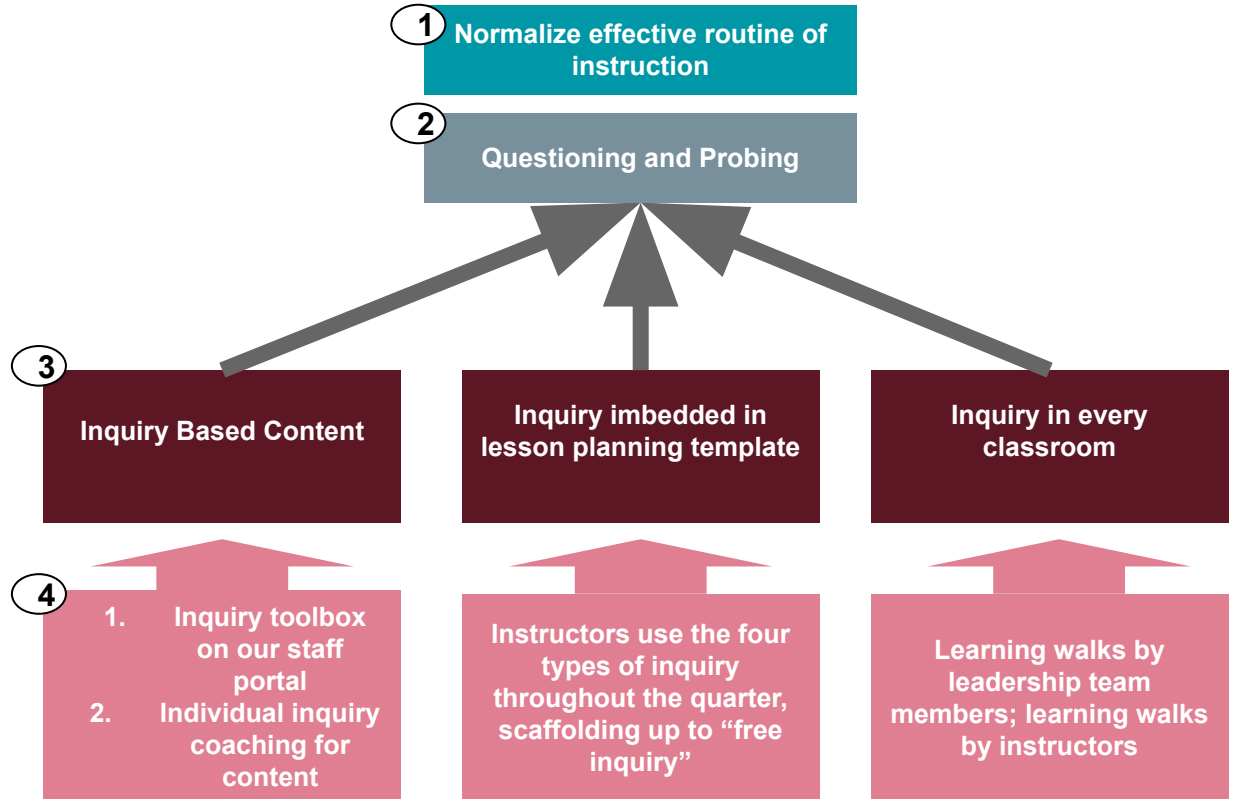 1
Normalize effective routine of
instruction
2
Questioning and Probing
3
Inquiry Based Content
Inquiry imbedded in
lesson planning template
Inquiry in every
classroom
4
1. Inquiry toolbox
on our staff
portal
2. Individual inquiry
coaching for
content
Instructors use the four
types of inquiry
throughout the quarter,
scaffolding up to “free
inquiry”
Learning walks by
leadership team
members; learning walks
by instructors